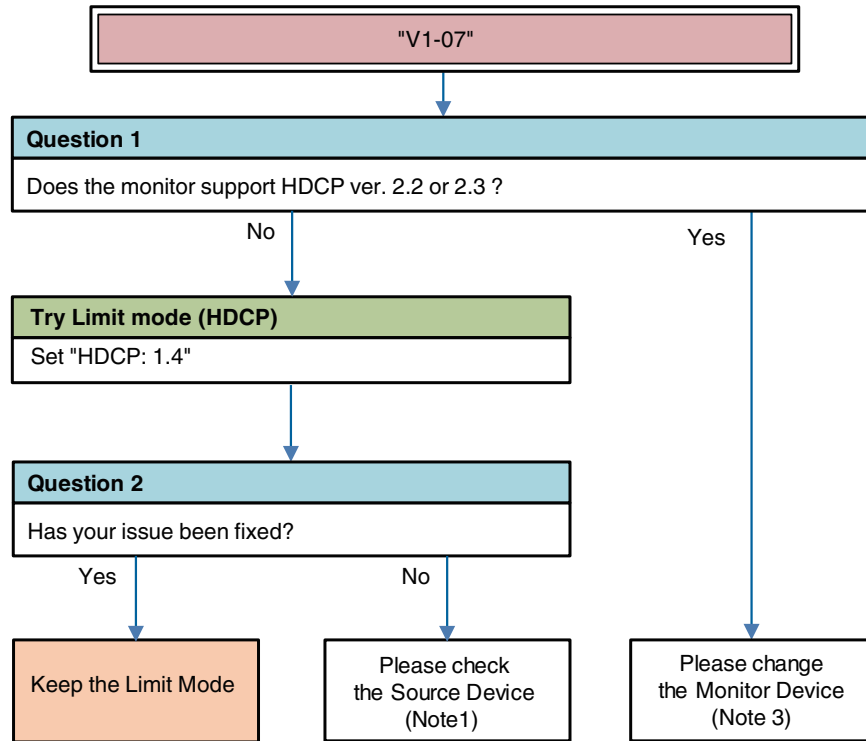 "V1-07"
Question 1
Does the monitor support HDCP ver. 2.2 or 2.3 ?
No
Yes
Try Limit mode (HDCP)
Set "HDCP: 1.4"
Question 2
Has your issue been fixed?
Yes
No
Keep the Limit Mode
Please check
the Source Device
(Note1)
Please change
the Monitor Device
(Note 3)